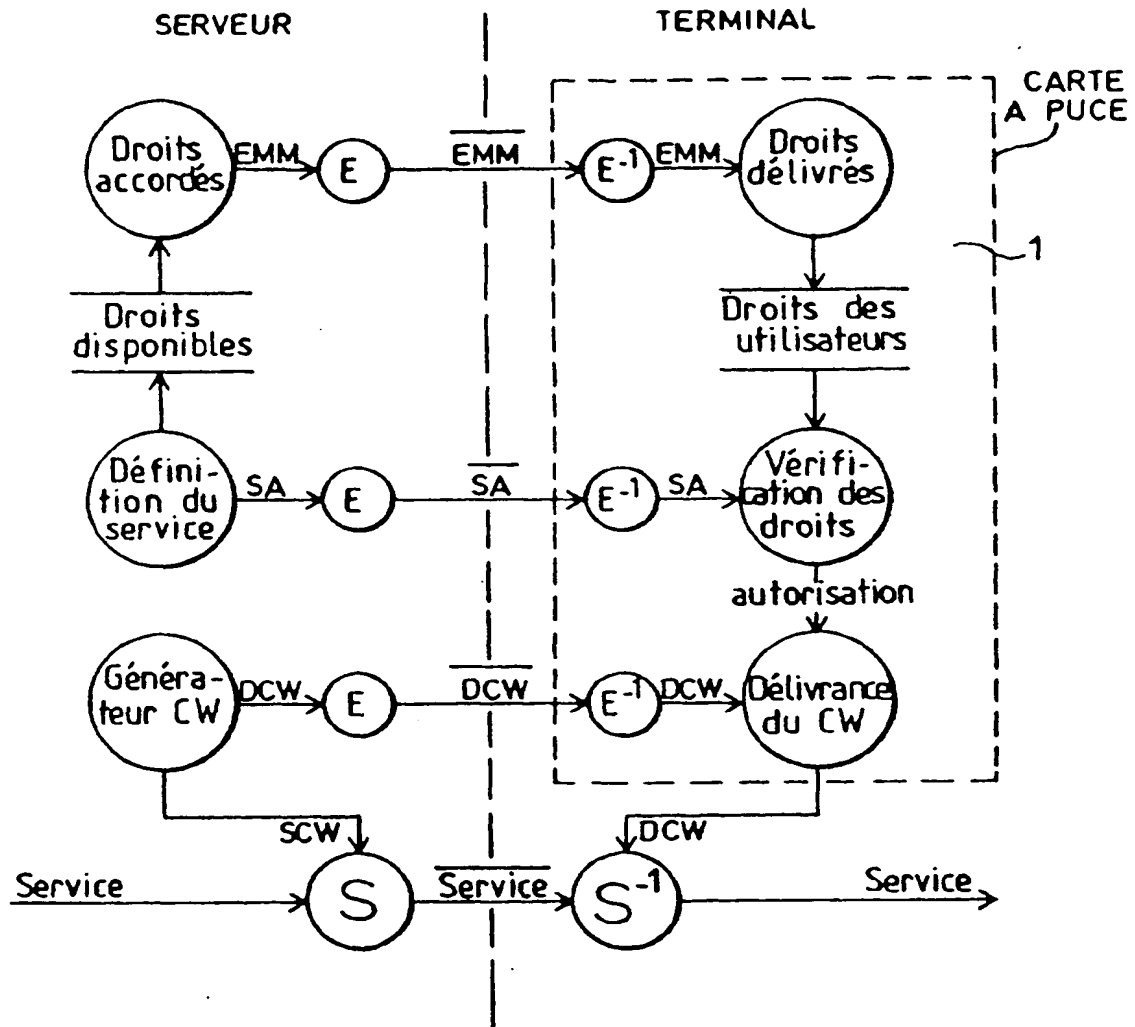 SERVEUR
TERMINAL
CARTE
A PUCE
Droits
accordés
EMM
E
EMM
E-1
EMM
Droits
délivrés
1
Droits
disponibles
Droits des
utilisateurs
Défini-
tion du
service
SA
E
SA
E-1
SA
Vérifi-
cation des
droits
autorisation
Généra-
teur CW
DCW
E
DCW
E-1
DCW
Délivrance
du CW
SCW
DCW
Service
S
Service
S-1
Service